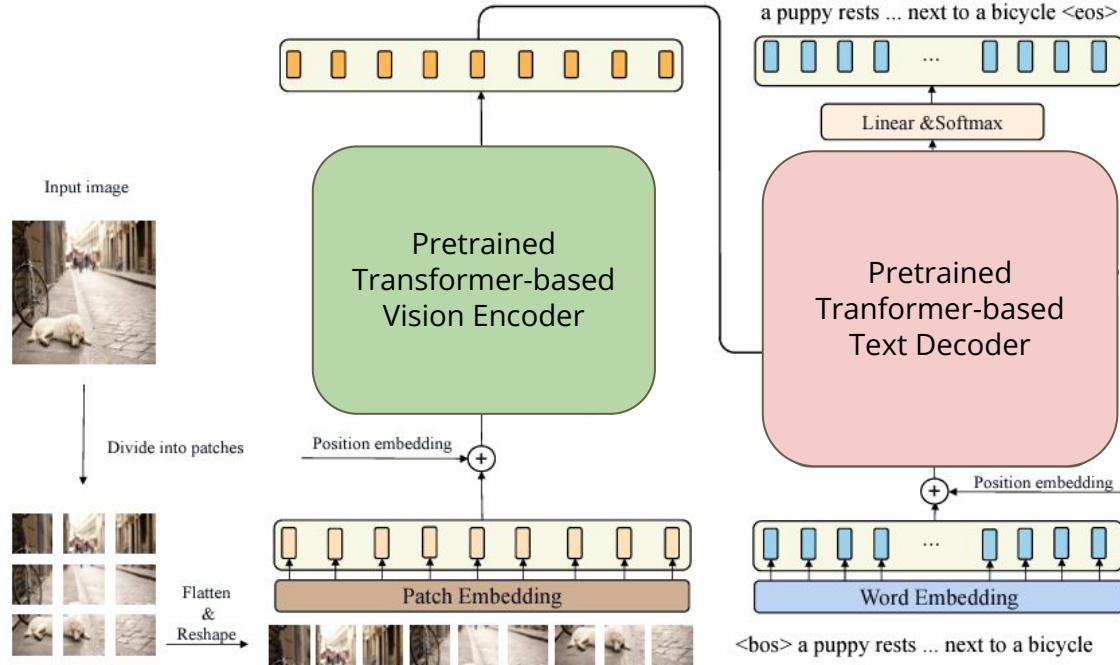 a puppy rests ... next to a bicycle <eos>
...
Linear &Softmax
Input image
Pretrained
Transformer-based
Vision Encoder
Pretrained
Tranformer-based
Text Decoder
Divide into patches
Position embedding
+
Position embedding
+
...
Flatten
&
Reshape
Patch Embedding
Word Embedding
<bos> a puppy rests ... next to a bicycle